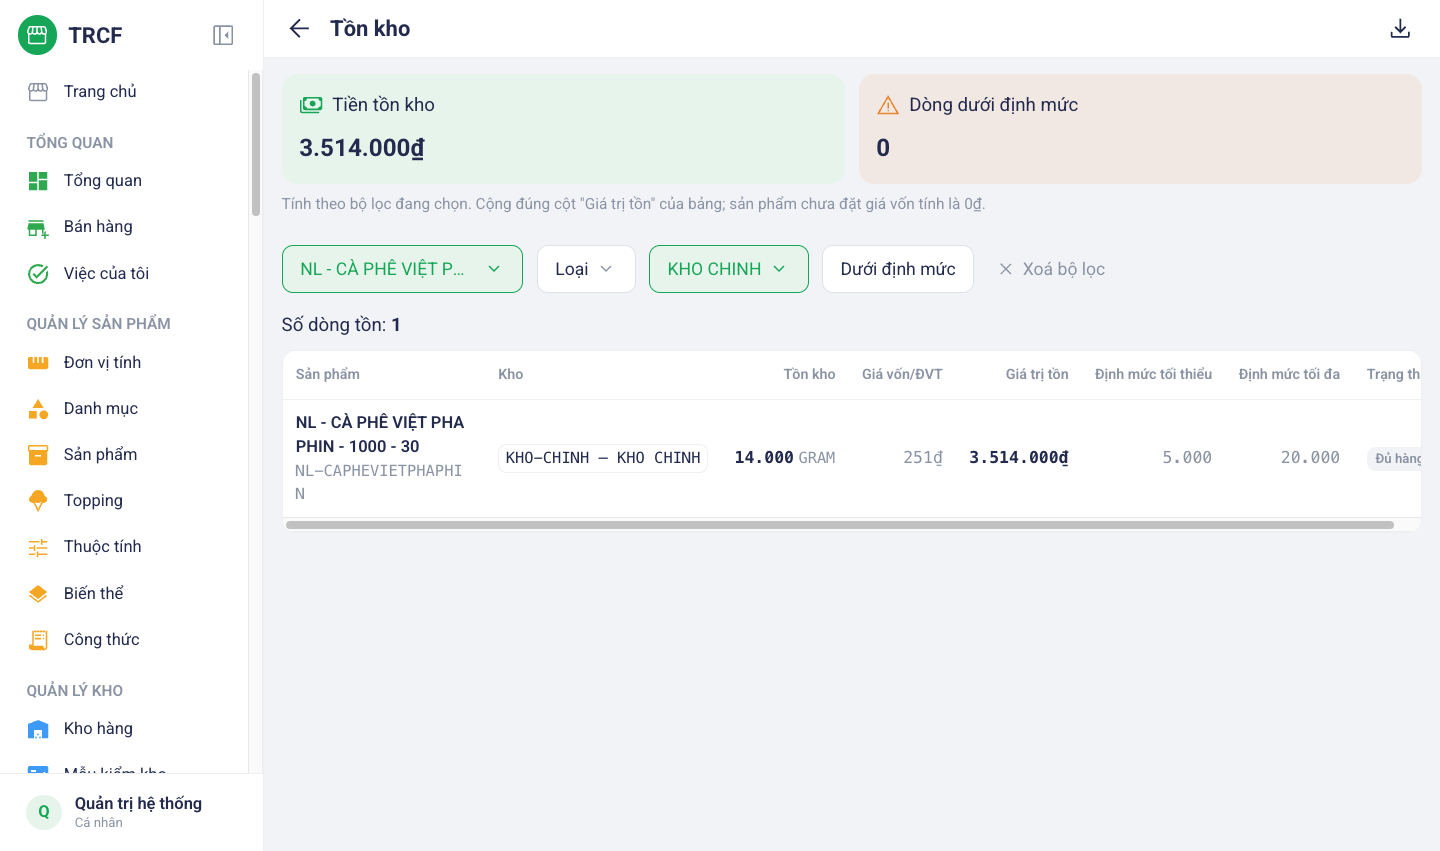 TRCF
Trang chủ
TỔNG QUAN
Tổng quan
Bán hàng
Việc của tôi
QUẢN LÝ SẢN PHẨM
Đơn vị tính
Danh mục
Sản phẩm
Topping
Thuộc tính
Biến thể
Công thức
QUẢN LÝ KHO
Kho hàng
Mẫu kiểm kho
Q
Quản trị hệ thống
Cá nhân
Tồn kho
Tiền tồn kho
3.514.000₫
Dòng dưới định mức
0
Tính theo bộ lọc đang chọn. Cộng đúng cột "Giá trị tồn" của bảng; sản phẩm chưa đặt giá vốn tính là 0₫.
NL - CÀ PHÊ VIỆT P... Loại KHO CHINH Dưới định mức Xoá bộ lọc
Số dòng tồn: 1
Sản phẩm Kho Tồn kho Giá vốn/ĐVT Giá trị tồn Định mức tối thiểu Định mức tối đa Trạng th
NL - CÀ PHÊ VIỆT PHA
PHIN - 1000 - 30
NL-CAPHEVIETPHAPHI
N
KHO-CHINH — KHO CHINH 14.000 GRAM 251₫ 3.514.000₫ 5.000 20.000 Đủ hàng